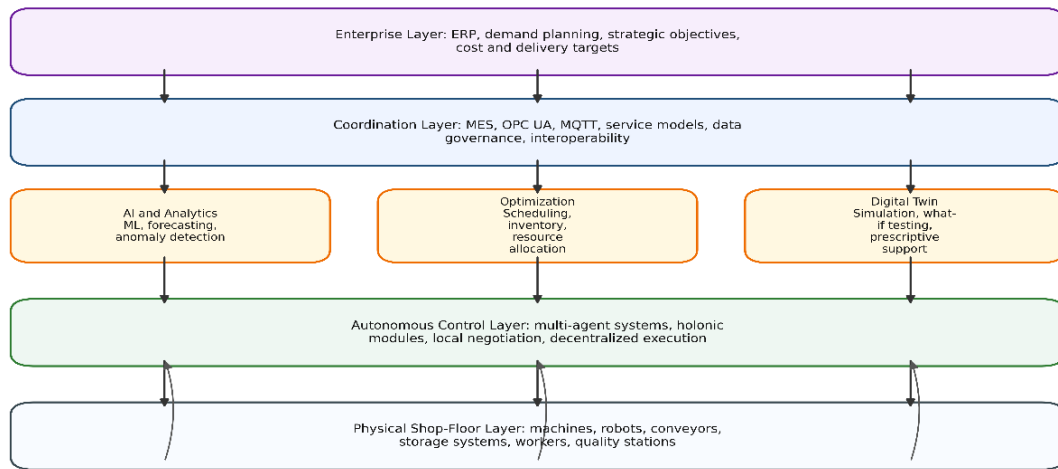 Enterprise Layer: ERP, demand planning, strategic objectives,
cost and delivery targets
Coordination Layer: MES, OPC UA, MQTT, service models, data
governance, interoperability
AI and Analytics
ML, forecasting,
anomaly detection
Optimization
Scheduling,
inventory,
resource
allocation
Digital Twin
Simulation, what-
if testing,
prescriptive
support
Autonomous Control Layer: multi-agent systems, holonic
modules, local negotiation, decentralized execution
Physical Shop-Floor Layer: machines, robots, conveyors,
storage systems, workers, quality stations